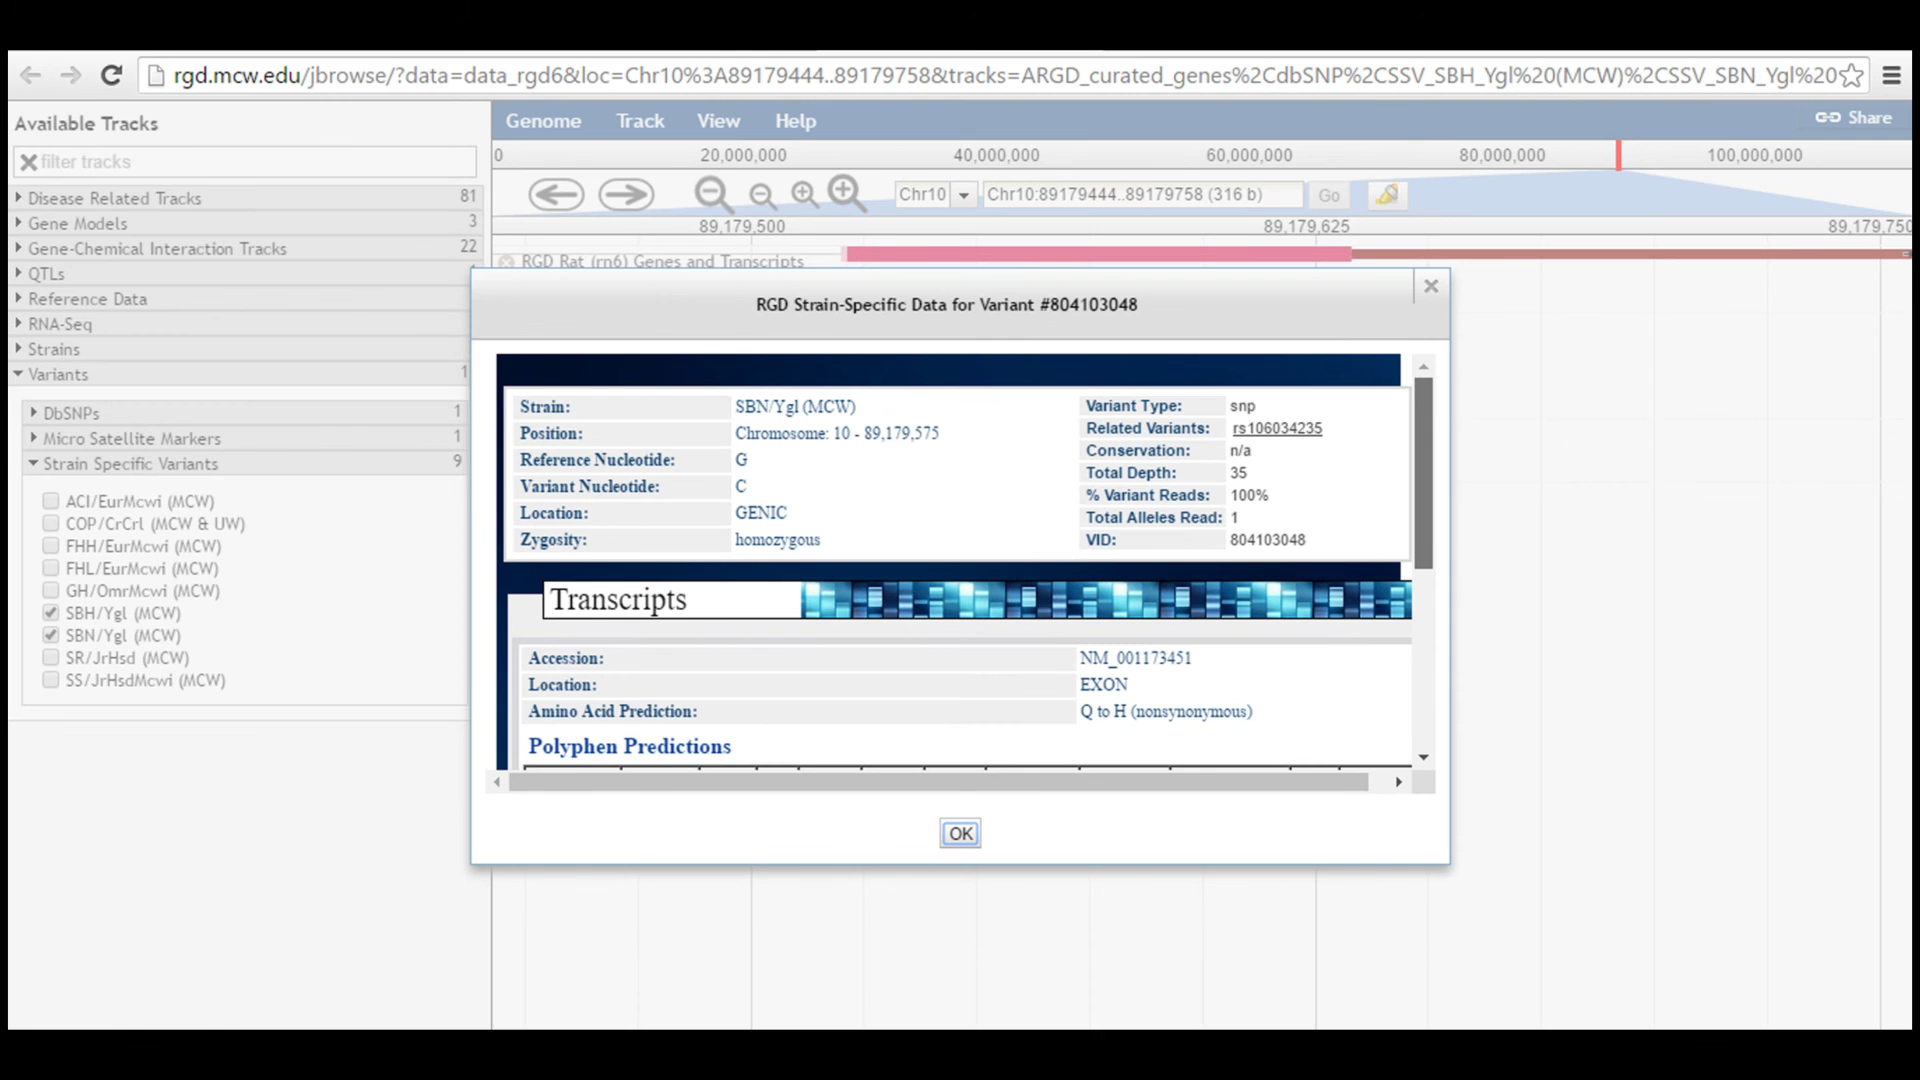 rgd.mcw.edu/jbrowse/?data=data_rgd6&loc=Chr10%3A89179444..89179758&tracks=ARGD_curated_genes%2CdbSNP%2CSSV_SBH_Ygl%20(MCW)%2CSSV_SBN_Ygl%20
Available Tracks
filter tracks
Disease Related Tracks 81
Gene Models 3
Gene-Chemical Interaction Tracks 22
QTLs
Reference Data
RNA-Seq
Strains
Variants 1
DbSNPs 1
Micro Satellite Markers 1
Strain Specific Variants 9
ACI/EurMcwi (MCW)
COP/CrCrl (MCW & UW)
FHH/EurMcwi (MCW)
FHL/EurMcwi (MCW)
GH/OmrMcwi (MCW)
SBH/Ygl (MCW)
SBN/Ygl (MCW)
SR/JrHsd (MCW)
SS/JrHsdMcwi (MCW)
Genome Track View Help Share
0 20,000,000 40,000,000 60,000,000 80,000,000 100,000,000
Chr10 Chr10:89179444..89179758 (316 b) Go
89,179,500 89,179,625 89,179,750
RGD Rat (rn6) Genes and Transcripts
RGD Strain-Specific Data for Variant #804103048
Strain: SBN/Ygl (MCW)
Position: Chromosome: 10 - 89,179,575
Reference Nucleotide: G
Variant Nucleotide: C
Location: GENIC
Zygosity: homozygous
Variant Type: snp
Related Variants: rs106034235
Conservation: n/a
Total Depth: 35
% Variant Reads: 100%
Total Alleles Read: 1
VID: 804103048
Transcripts
Accession: NM_001173451
Location: EXON
Amino Acid Prediction: Q to H (nonsynonymous)
Polyphen Predictions
OK